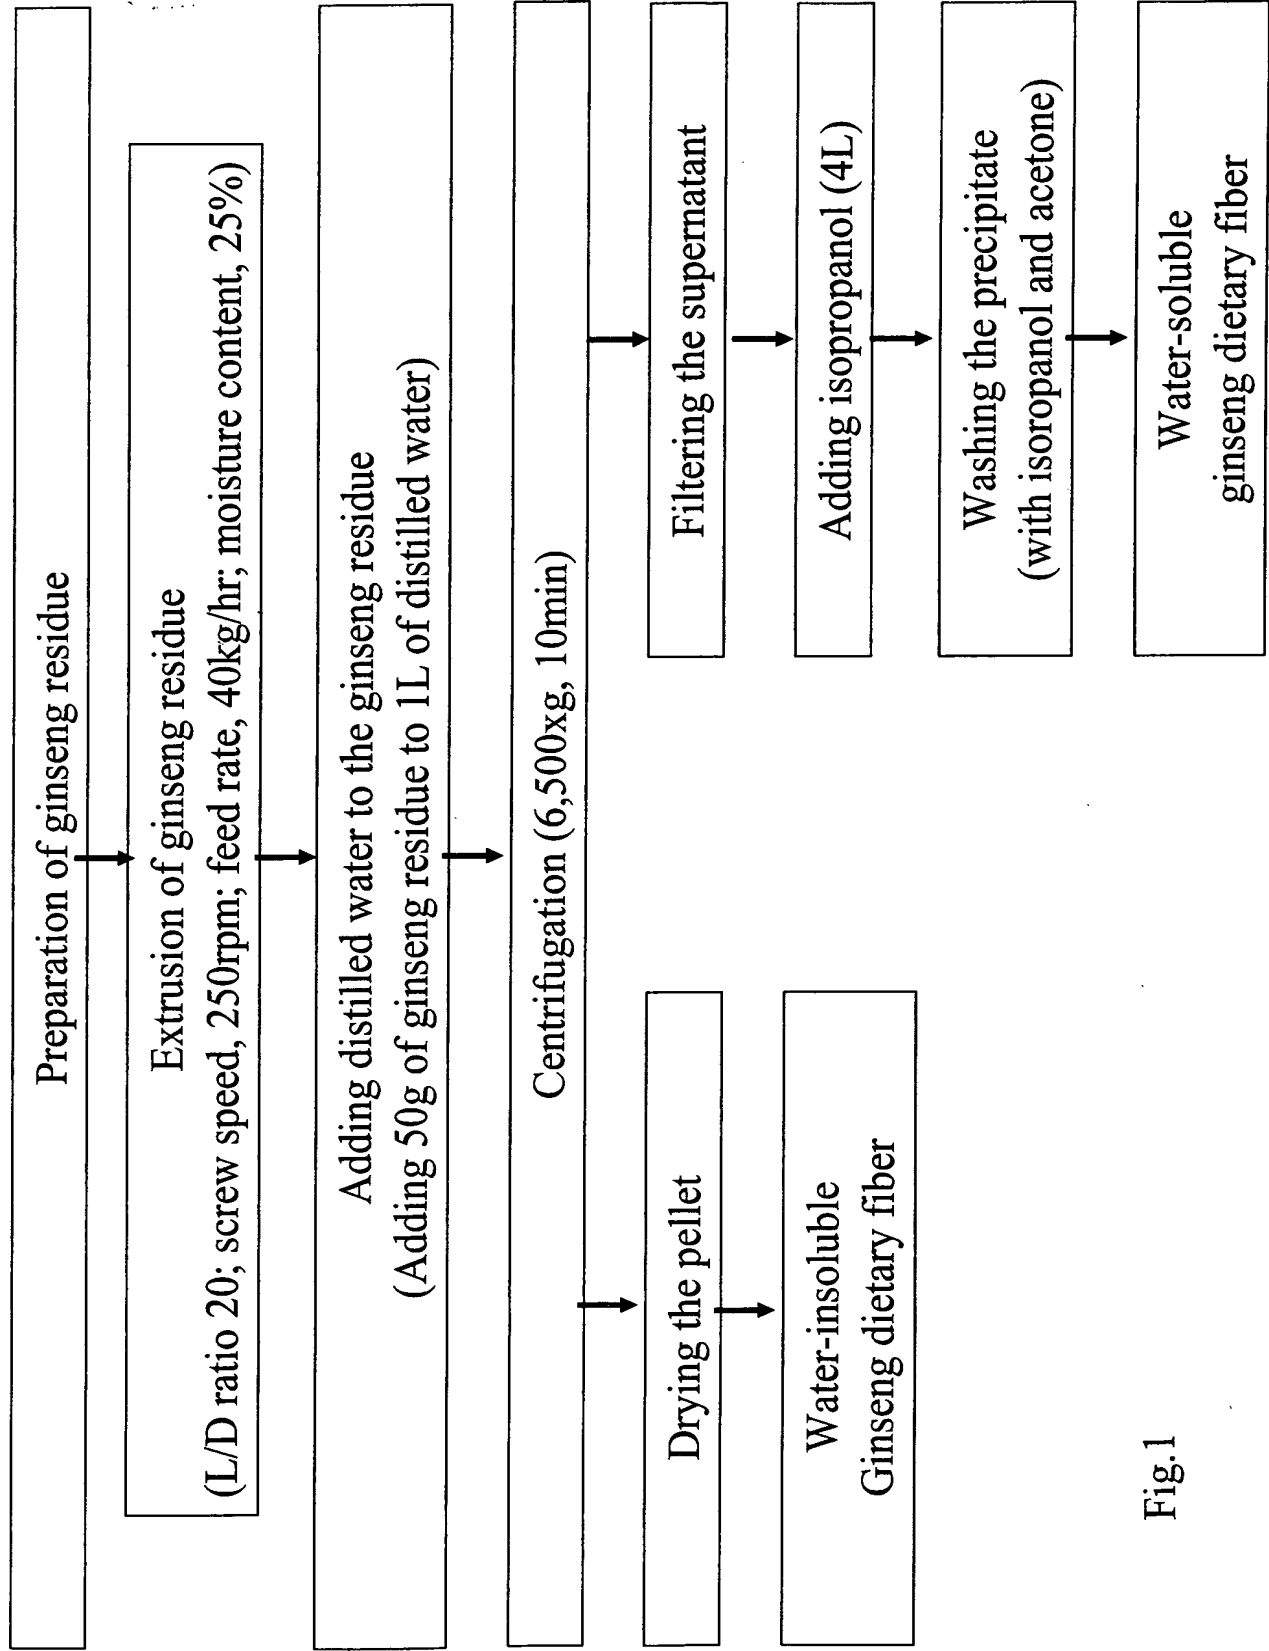 Preparation of ginseng residue
Extrusion of ginseng residue
(L/D ratio 20; screw speed, 250rpm; feed rate, 40kg/hr; moisture content, 25%)
Adding distilled water to the ginseng residue
(Adding 50g of ginseng residue to 1L of distilled water)
Centrifugation (6,500xg, 10min)
Drying the pellet
Water-insoluble
Ginseng dietary fiber
Filtering the supernatant
Adding isopropanol (4L)
Washing the precipitate
(with isoropanol and acetone)
Water-soluble
ginseng dietary fiber
Fig.1